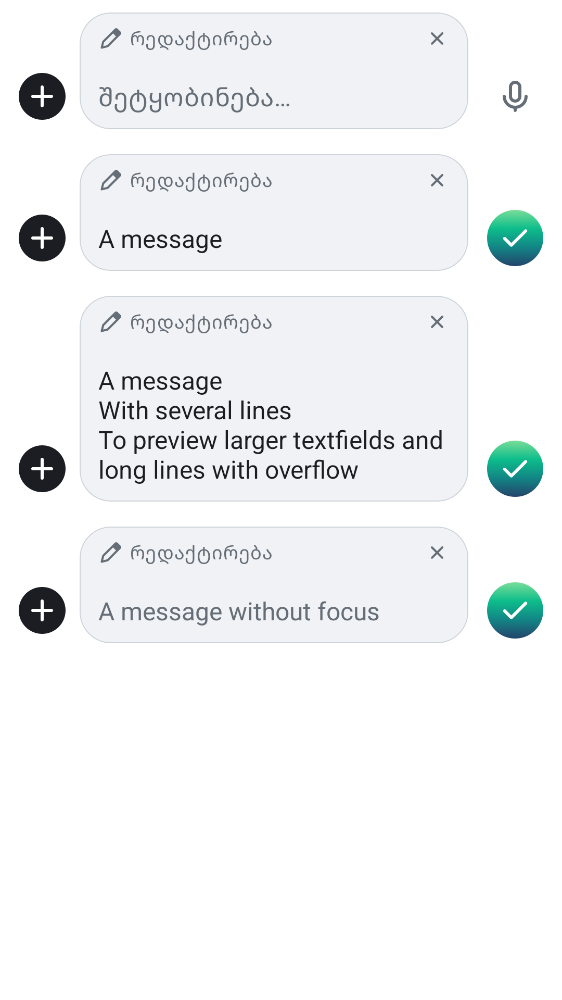 რედაქტირება
შეტყობინება…
რედაქტირება
A message
რედაქტირება
A message
With several lines
To preview larger textfields and
long lines with overflow
რედაქტირება
A message without focus